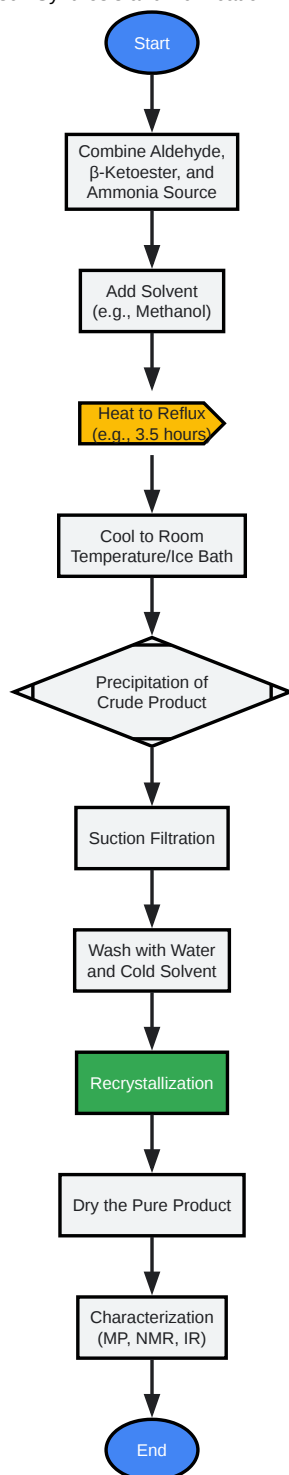 Start
Combine Aldehyde,
β-Ketoester, and
Ammonia Source
Add Solvent
(e.g., Methanol)
Heat to Reflux
(e.g., 3.5 hours)
Cool to Room
Temperature/Ice Bath
Precipitation of
Crude Product
Suction Filtration
Wash with Water
and Cold Solvent
Recrystallization
Dry the Pure Product
Characterization
(MP, NMR, IR)
End